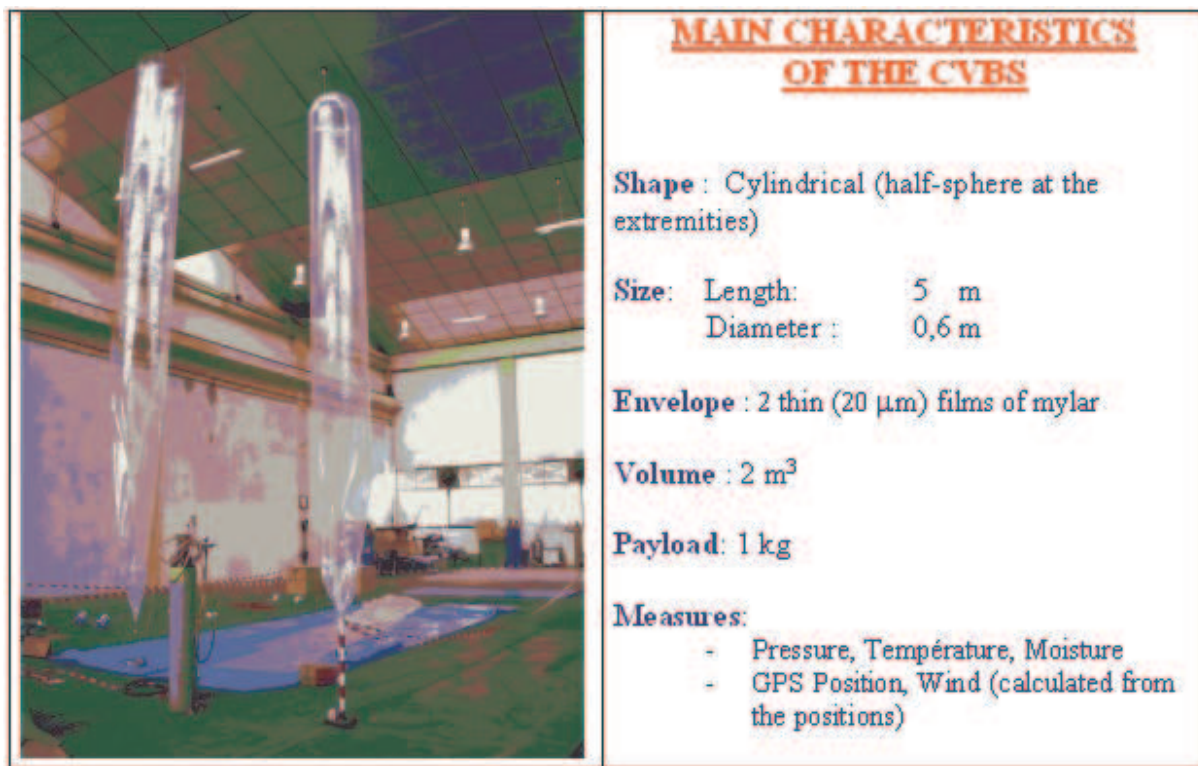 MAIN CHARACTERISTICS
OF THE CVBS
Shape : Cylindrical (half-sphere at the
extremities)
Size: Length: 5 m
Diameter : 0,6 m
Envelope : 2 thin (20 µm) films of mylar
Volume : 2 m³
Payload: 1 kg
Measures:
- Pressure, Température, Moisture
- GPS Position, Wind (calculated from
the positions)